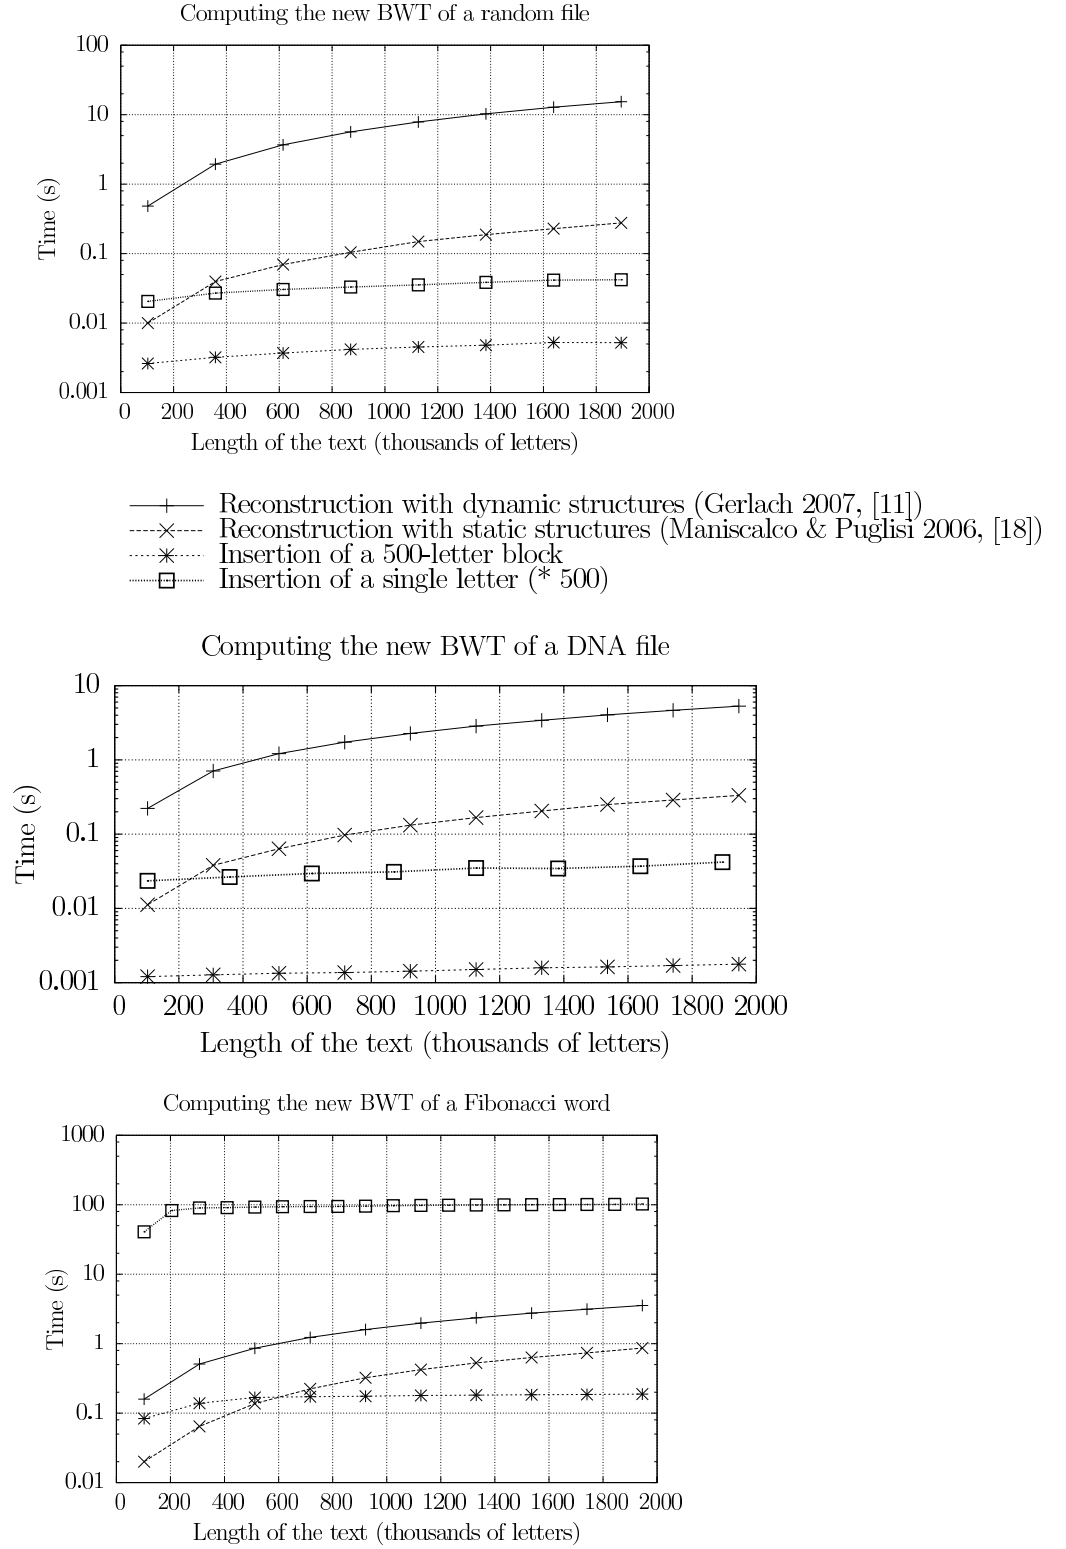 Computing the new BWT of a random file
100
10
1
0.1
0.01
0.001
Time (s)
0 200 400 600 800 1000 1200 1400 1600 1800 2000
Length of the text (thousands of letters)
Reconstruction with dynamic structures (Gerlach 2007, [11])
Reconstruction with static structures (Maniscalco & Puglisi 2006, [18])
Insertion of a 500-letter block
Insertion of a single letter (* 500)
Computing the new BWT of a DNA file
10
1
0.1
0.01
0.001
Time (s)
0 200 400 600 800 1000 1200 1400 1600 1800 2000
Length of the text (thousands of letters)
Computing the new BWT of a Fibonacci word
1000
100
10
1
0.1
0.01
Time (s)
0 200 400 600 800 1000 1200 1400 1600 1800 2000
Length of the text (thousands of letters)